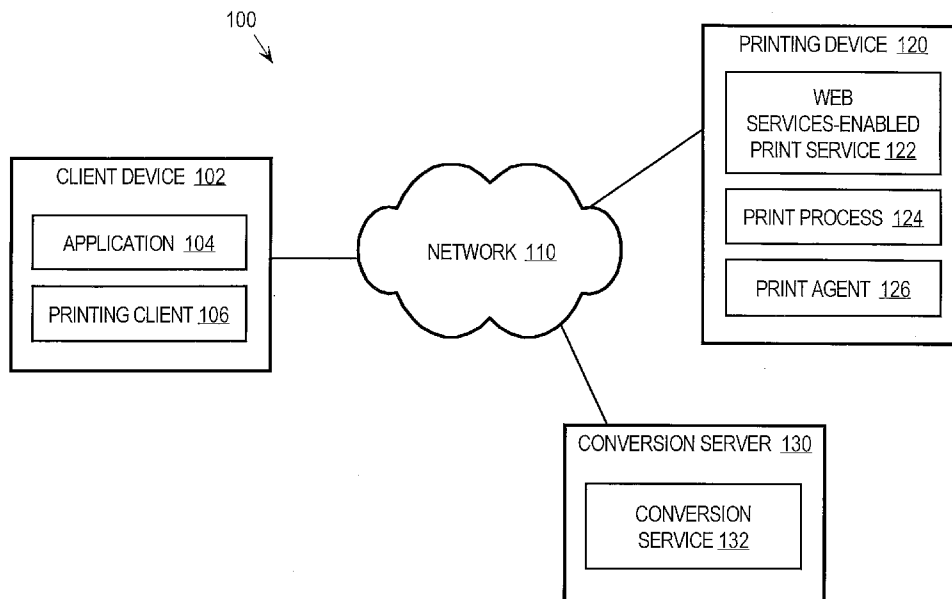 100
PRINTING DEVICE 120
WEB
SERVICES-ENABLED
PRINT SERVICE 122
PRINT PROCESS 124
PRINT AGENT 126
CLIENT DEVICE 102
APPLICATION 104
PRINTING CLIENT 106
NETWORK 110
CONVERSION SERVER 130
CONVERSION
SERVICE 132